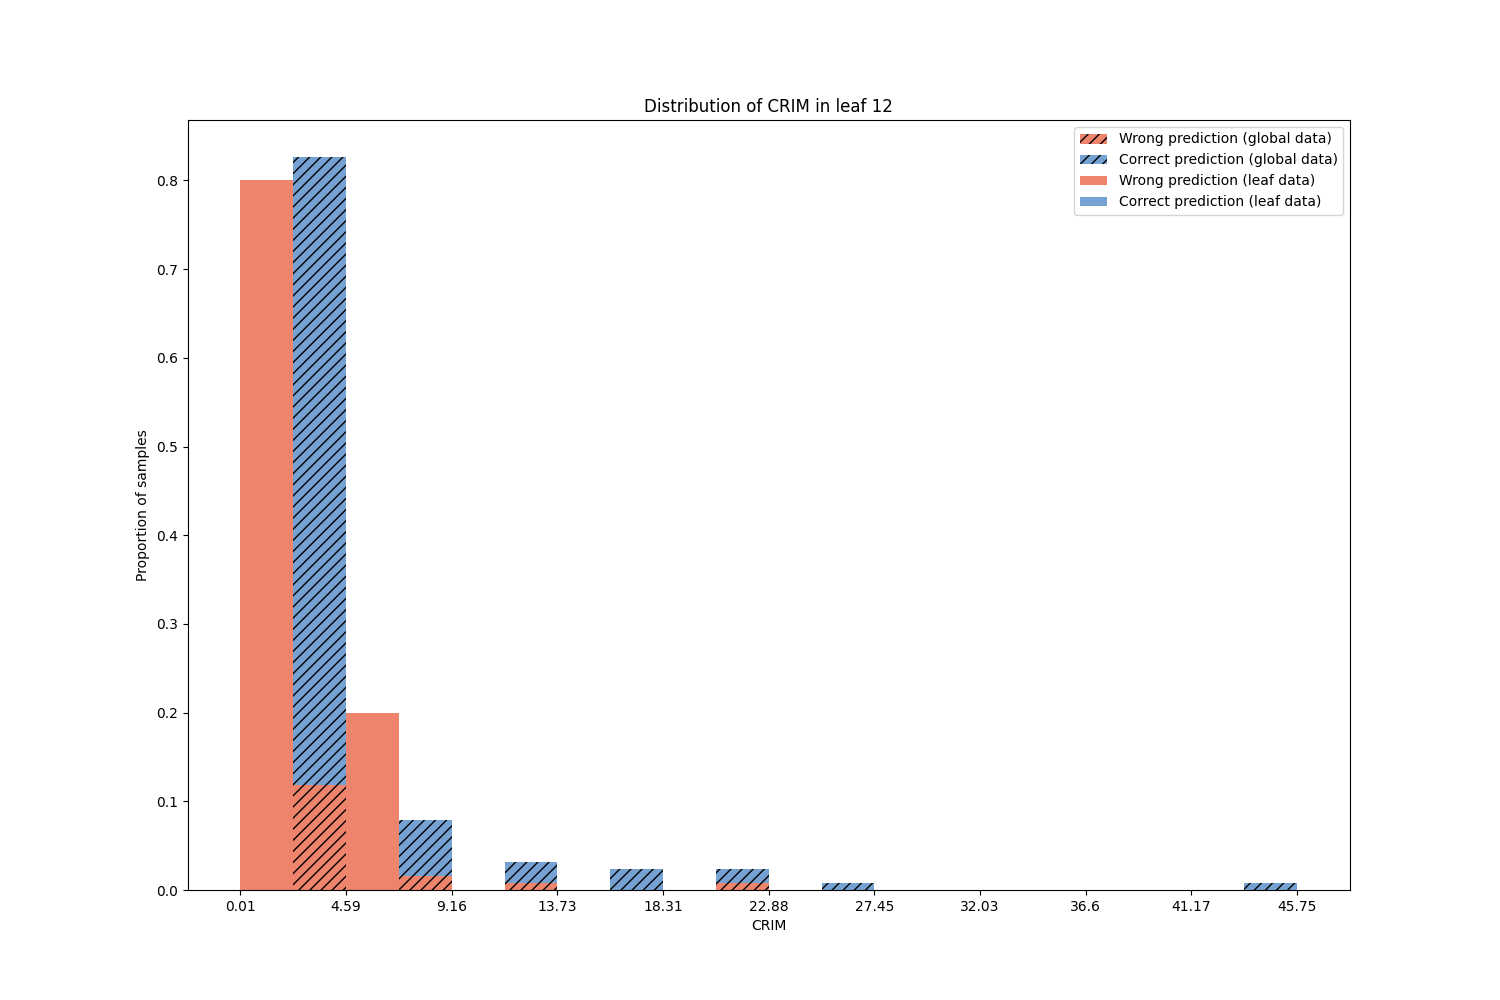 Distribution of CRIM in leaf 12
Wrong prediction (global data)
Correct prediction (global data)
Wrong prediction (leaf data)
Correct prediction (leaf data)
Proportion of samples
0.8
0.7
0.6
0.5
0.4
0.3
0.2
0.1
0.0
0.01 4.59 9.16 13.73 18.31 22.88 27.45 32.03 36.6 41.17 45.75
CRIM